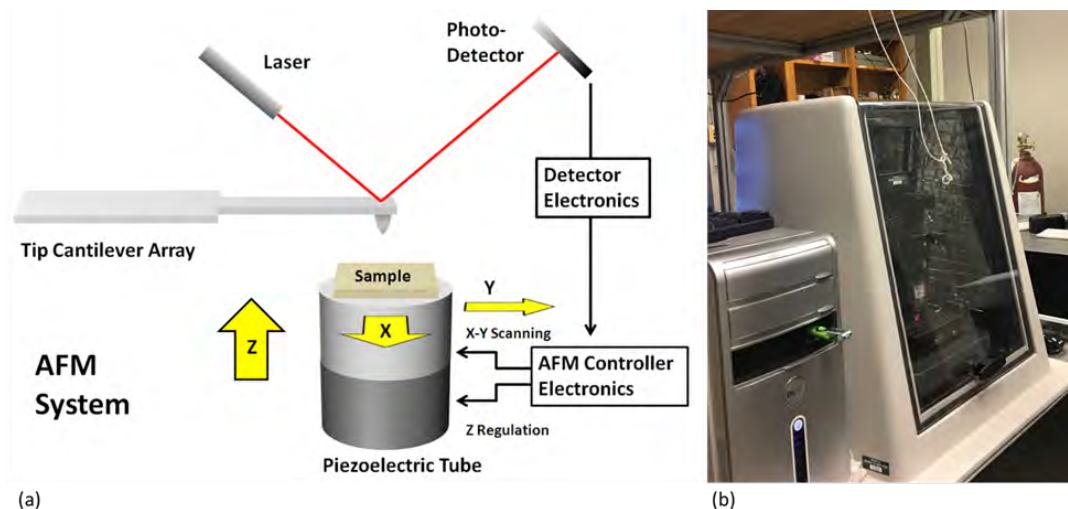 Laser
Photo-
Detector
Detector
Electronics
Tip Cantilever Array
Sample
Y
X
X-Y Scanning
Z
AFM
System
AFM Controller
Electronics
Z Regulation
Piezoelectric Tube
(a)
(b)